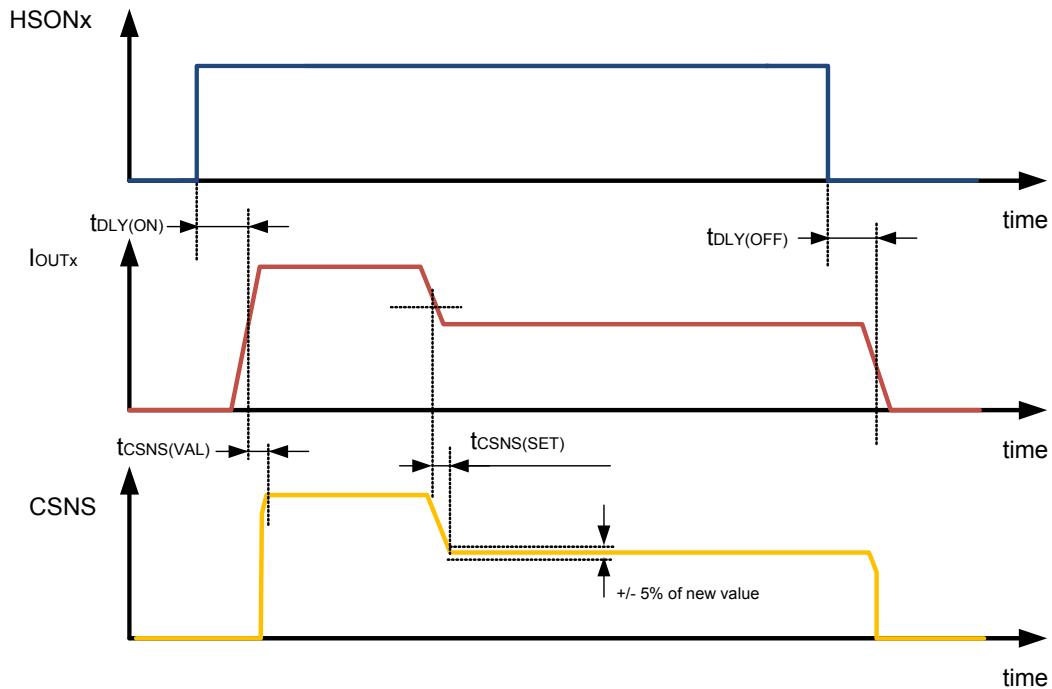 HSONx
time
tDLY(ON)
tDLY(OFF)
IOUTx
time
tCSNS(VAL)
tCSNS(SET)
CSNS
+/- 5% of new value
time